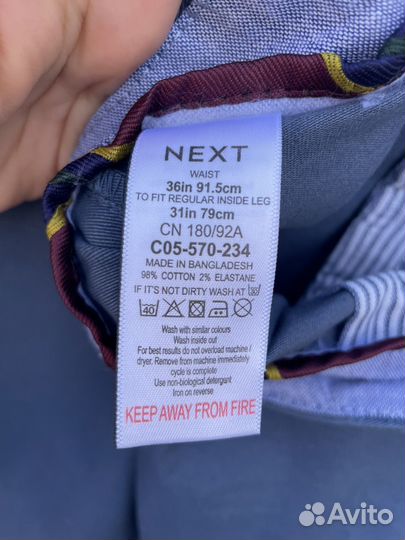 NEXT
WAIST
36in 91.5cm
TO FIT REGULAR INSIDE LEG
31in 79cm
CN 180/92A
C05-570-234
MADE IN BANGLADESH
98% COTTON 2% ELASTANE
IF IT'S NOT DIRTY WASH AT 30
40
Wash with similar colours
Wash inside out
For best results do not overload machine /
dryer. Remove from machine immediately
cycle is complete
Use non-biological detergent
Iron on reverse
KEEP AWAY FROM FIRE
Avito